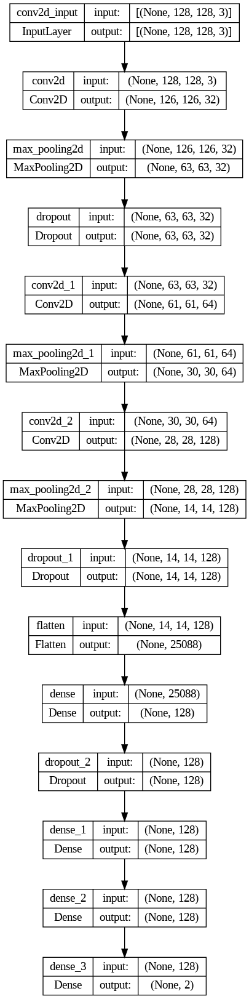 conv2d_input input: [(None, 128, 128, 3)]
InputLayer output: [(None, 128, 128, 3)]
conv2d input: (None, 128, 128, 3)
Conv2D output: (None, 126, 126, 32)
max_pooling2d input: (None, 126, 126, 32)
MaxPooling2D output: (None, 63, 63, 32)
dropout input: (None, 63, 63, 32)
Dropout output: (None, 63, 63, 32)
conv2d_1 input: (None, 63, 63, 32)
Conv2D output: (None, 61, 61, 64)
max_pooling2d_1 input: (None, 61, 61, 64)
MaxPooling2D output: (None, 30, 30, 64)
conv2d_2 input: (None, 30, 30, 64)
Conv2D output: (None, 28, 28, 128)
max_pooling2d_2 input: (None, 28, 28, 128)
MaxPooling2D output: (None, 14, 14, 128)
dropout_1 input: (None, 14, 14, 128)
Dropout output: (None, 14, 14, 128)
flatten input: (None, 14, 14, 128)
Flatten output: (None, 25088)
dense input: (None, 25088)
Dense output: (None, 128)
dropout_2 input: (None, 128)
Dropout output: (None, 128)
dense_1 input: (None, 128)
Dense output: (None, 128)
dense_2 input: (None, 128)
Dense output: (None, 128)
dense_3 input: (None, 128)
Dense output: (None, 2)